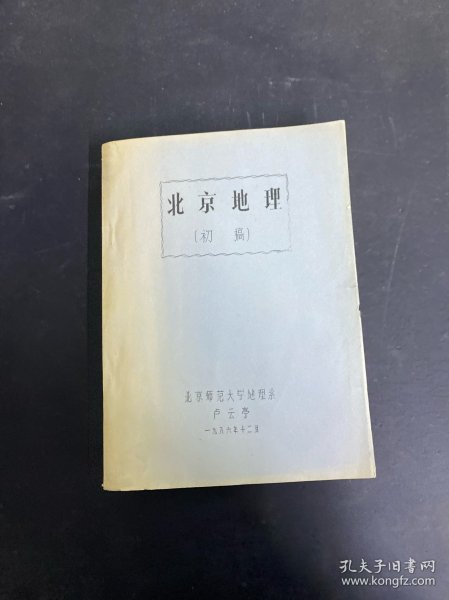 北京地理
（初 稿）
北京师范大学地理系
卢云亭
一九八六年十二月
孔夫子旧书网
www.kongfz.com